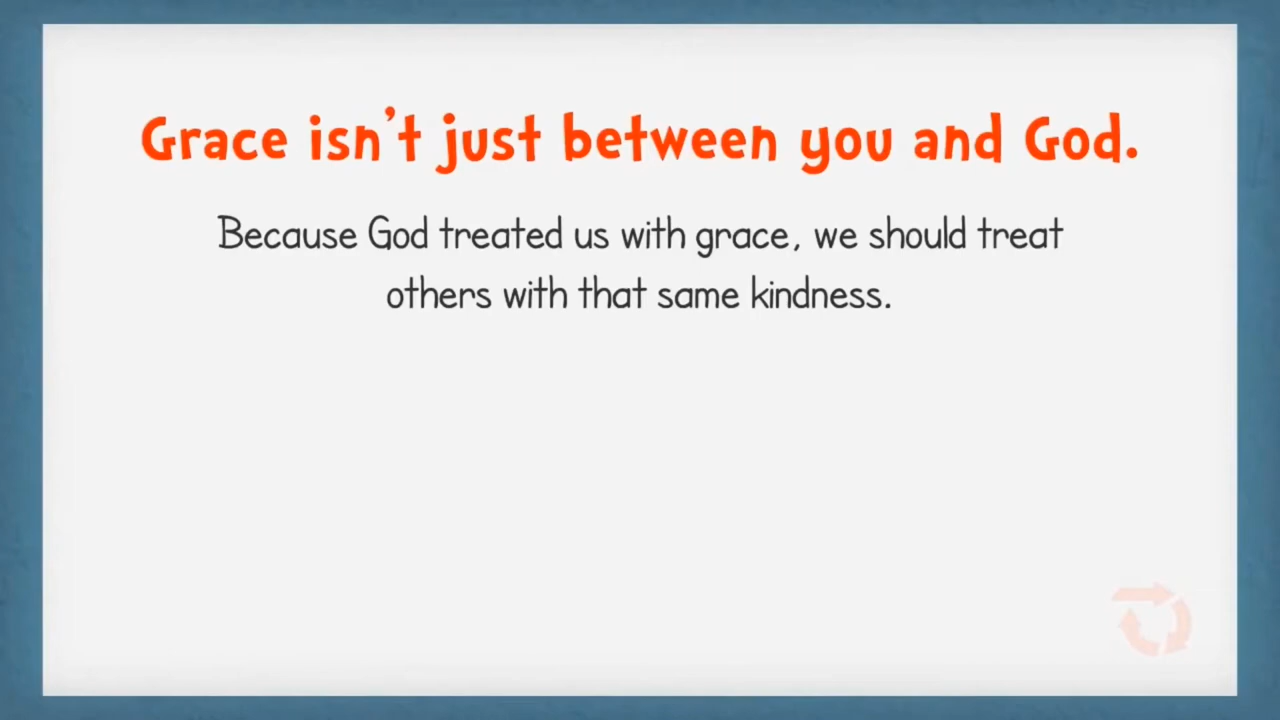 Grace isn't just between you and God.
Because God treated us with grace, we should treat
others with that same kindness.